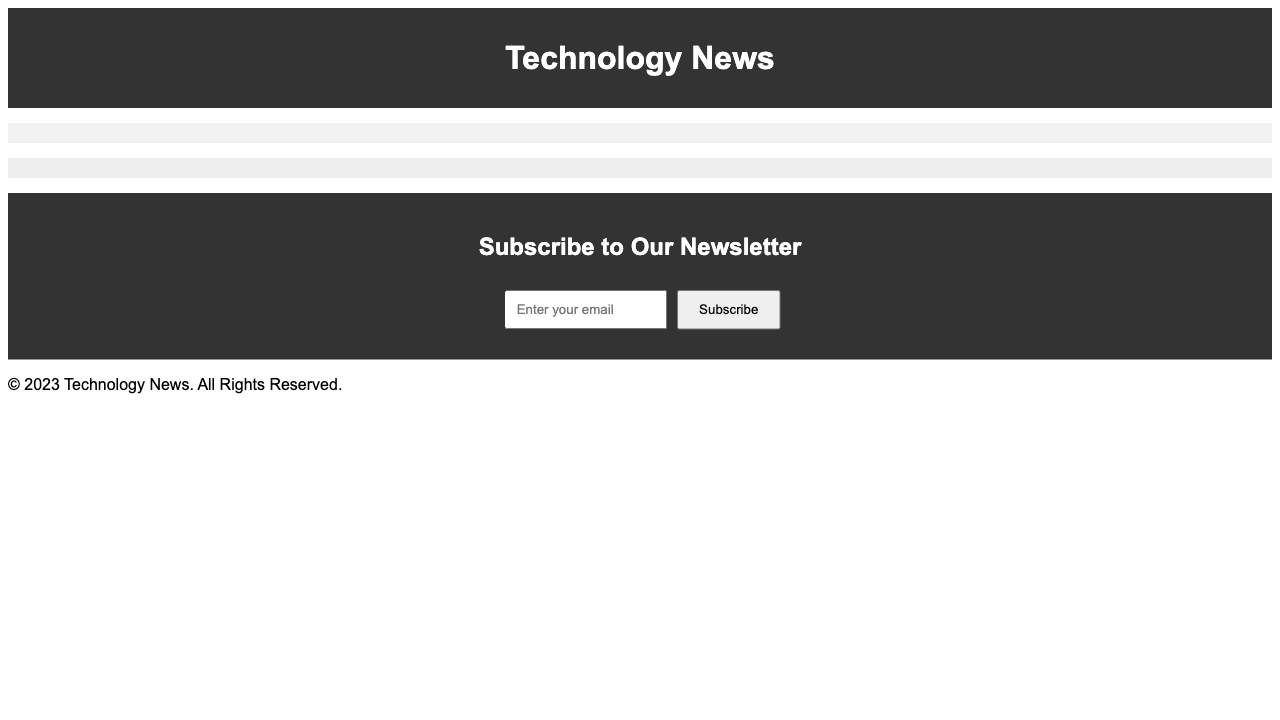 Technology News
Subscribe to Our Newsletter
Enter your email Subscribe
© 2023 Technology News. All Rights Reserved.